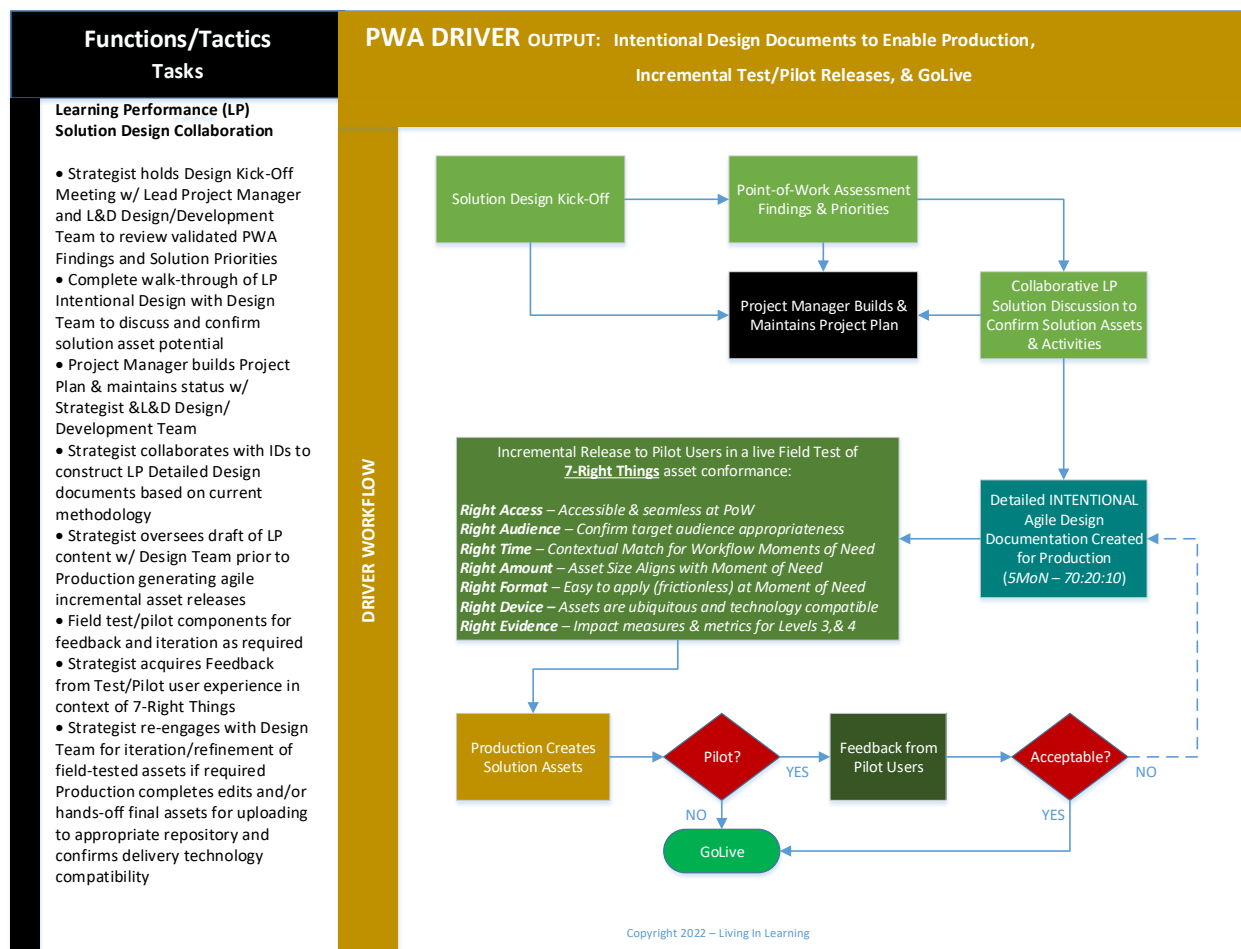 Functions/Tactics
Tasks
PWA DRIVER OUTPUT: Intentional Design Documents to Enable Production,
Incremental Test/Pilot Releases, & GoLive
Learning Performance (LP)
Solution Design Collaboration
• Strategist holds Design Kick-Off
Meeting w/ Lead Project Manager
and L&D Design/Development
Team to review validated PWA
Findings and Solution Priorities
• Complete walk-through of LP
Intentional Design with Design
Team to discuss and confirm
solution asset potential
• Project Manager builds Project
Plan & maintains status w/
Strategist &L&D Design/
Development Team
• Strategist collaborates with IDs to
construct LP Detailed Design
documents based on current
methodology
• Strategist oversees draft of LP
content w/ Design Team prior to
Production generating agile
incremental asset releases
• Field test/pilot components for
feedback and iteration as required
• Strategist acquires Feedback
from Test/Pilot user experience in
context of 7-Right Things
• Strategist re-engages with Design
Team for iteration/refinement of
field-tested assets if required
Production completes edits and/or
hands-off final assets for uploading
to appropriate repository and
confirms delivery technology
compatibility
DRIVER WORKFLOW
Solution Design Kick-Off
Point-of-Work Assessment
Findings & Priorities
Project Manager Builds &
Maintains Project Plan
Collaborative LP
Solution Discussion to
Confirm Solution Assets
& Activities
Detailed INTENTIONAL
Agile Design
Documentation Created
for Production
(5MoN – 70:20:10)
Incremental Release to Pilot Users in a live Field Test of
7-Right Things asset conformance:
Right Access – Accessible & seamless at PoW
Right Audience – Confirm target audience appropriateness
Right Time – Contextual Match for Workflow Moments of Need
Right Amount – Asset Size Aligns with Moment of Need
Right Format – Easy to apply (frictionless) at Moment of Need
Right Device – Assets are ubiquitous and technology compatible
Right Evidence – Impact measures & metrics for Levels 3,& 4
Production Creates
Solution Assets
Pilot?
YES
NO
Feedback from
Pilot Users
Acceptable?
NO
YES
GoLive
Copyright 2022 – Living In Learning